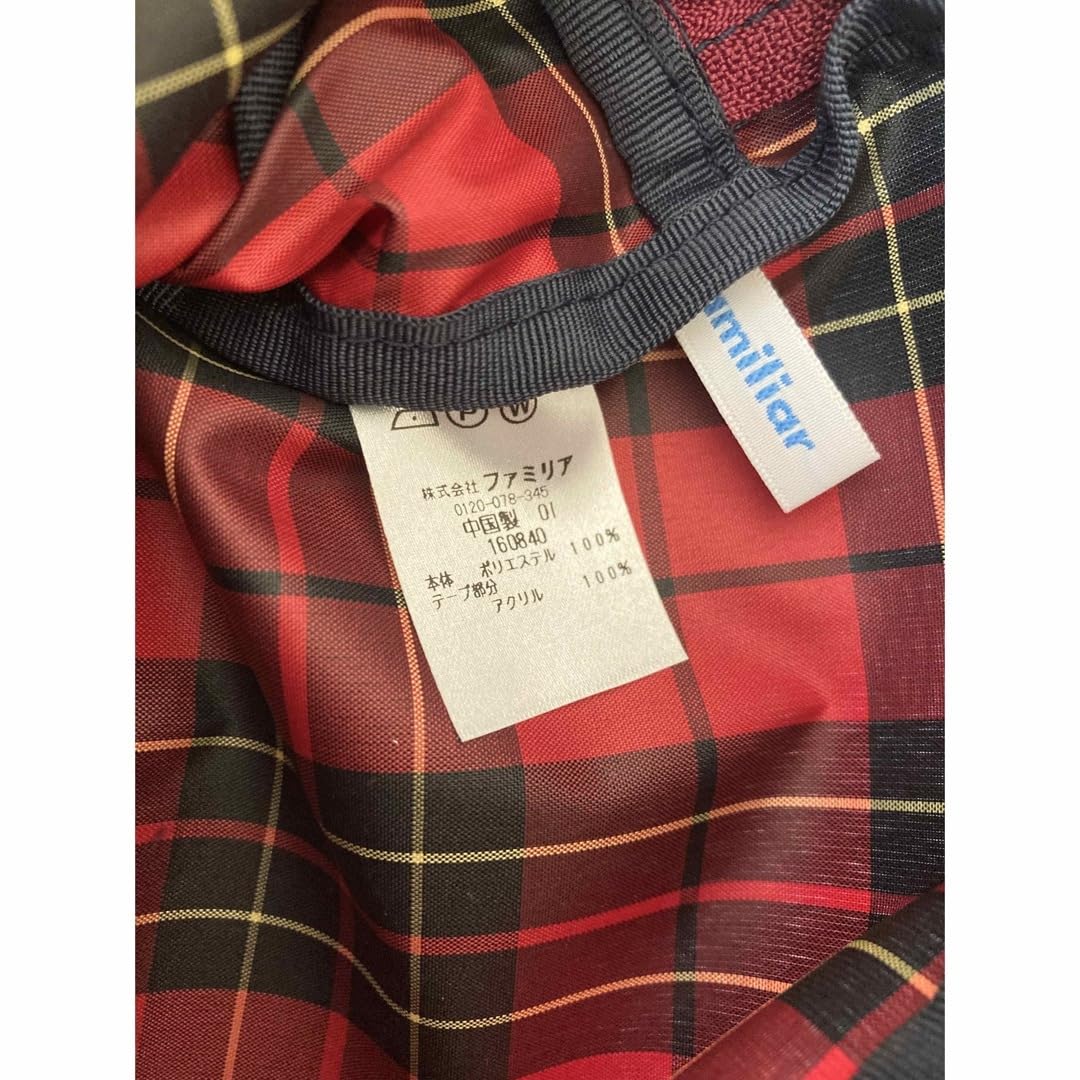 amiliar
P W
株式会社 ファミリア
0120-078-345
中国製 01
160840
本体 ポリエステル 100%
テープ部分
アクリル 100%